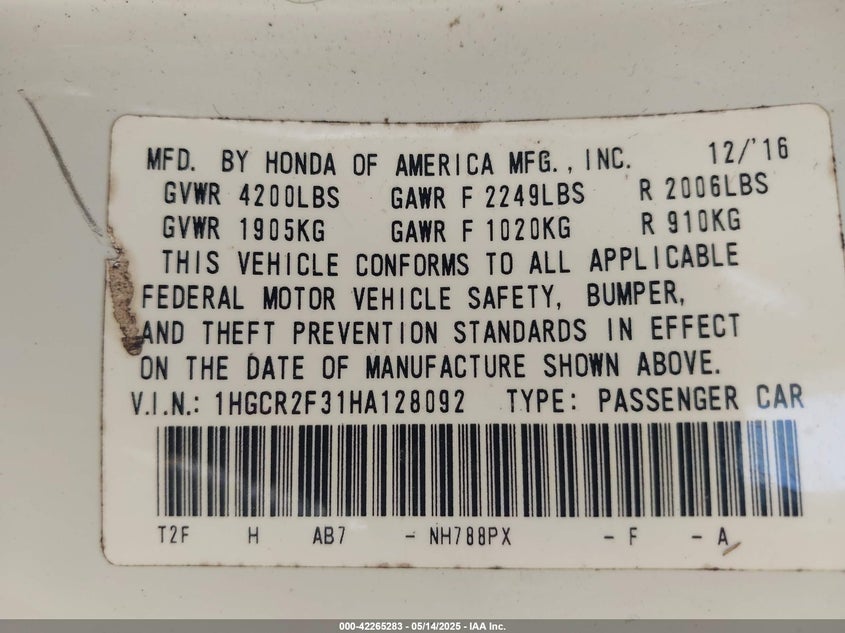 MFD. BY HONDA OF AMERICA MFG., INC. 12/'16
GVWR 4200LBS GAWR F 2249LBS R 2006LBS
GVWR 1905KG GAWR F 1020KG R 910KG
THIS VEHICLE CONFORMS TO ALL APPLICABLE
FEDERAL MOTOR VEHICLE SAFETY, BUMPER,
AND THEFT PREVENTION STANDARDS IN EFFECT
ON THE DATE OF MANUFACTURE SHOWN ABOVE.
V.I.N.: 1HGCR2F31HA128092 TYPE: PASSENGER CAR
T2F H AB7 - NH788PX - F - A
000-42265283 - 05/14/2025 - IAA Inc.